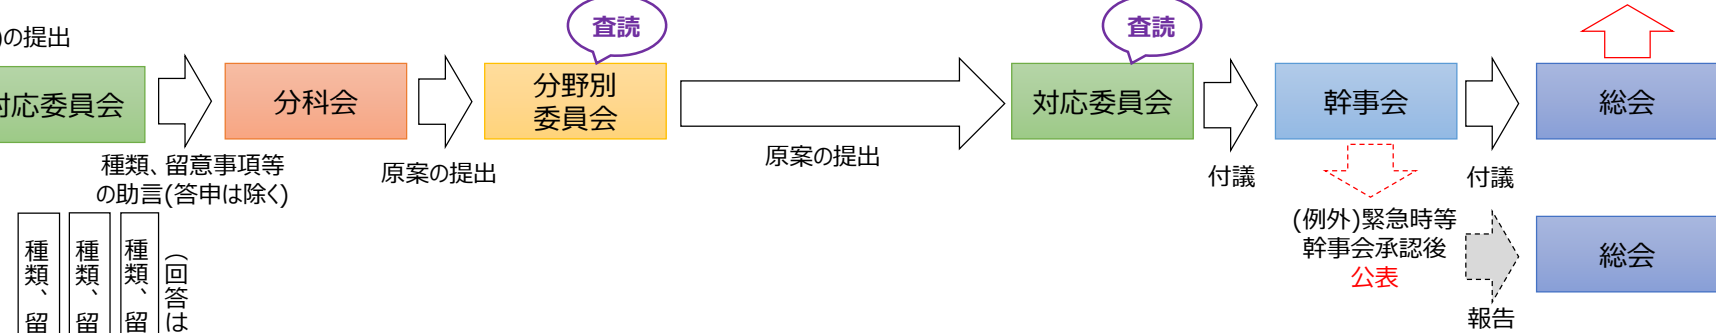 査読
査読
の提出
対応委員会
分科会
分野別
委員会
対応委員会
幹事会
総会
種類、留意事項等
の助言(答申は除く)
原案の提出
原案の提出
付議
付議
(例外)緊急時等
幹事会承認後
公表
総会
報告
種類、留
種類、留
種類、留
(回答は